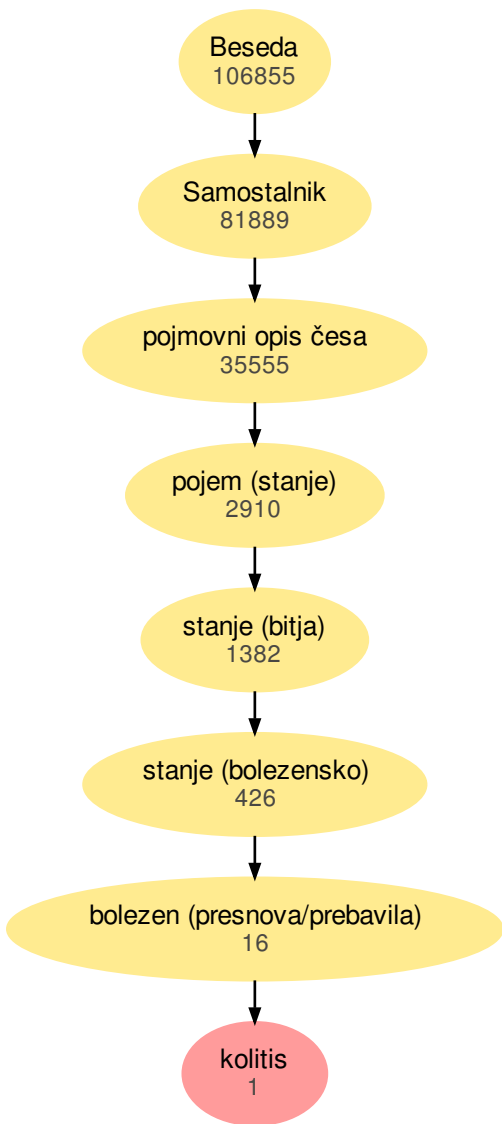 Beseda
106855
Samostalnik
81889
pojmovni opis česa
35555
pojem (stanje)
2910
stanje (bitja)
1382
stanje (bolezensko)
426
bolezen (presnova/prebavila)
16
kolitis
1